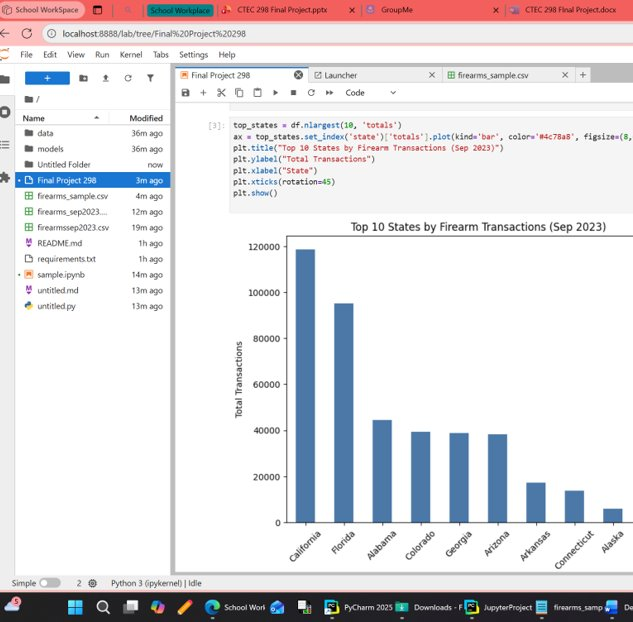 School WorkSpace
School Workplace
CTEC 298 FInal Project.pptx
GroupMe
CTEC 298 FInal Project.docx
localhost:8888/lab/tree/Final%20Project%20298
File Edit View Run Kernel Tabs Settings Help
Final Project 298
Launcher
firearms_sample.csv
Code
/
Name Modified
data 36m ago
models 36m ago
Untitled Folder now
Final Project 298 3m ago
firearms_sample.csv 4m ago
firearms_sep2023.... 12m ago
firearmssep2023.csv 19m ago
README.md 1h ago
requirements.txt 1h ago
sample.ipynb 14m ago
untitled.md 13m ago
untitled.py 13m ago
[3]:
top_states = df.nlargest(10, 'totals')
ax = top_states.set_index('state')['totals'].plot(kind='bar', color='#4c78a8', figsize=(8,
plt.title("Top 10 States by Firearm Transactions (Sep 2023)")
plt.ylabel("Total Transactions")
plt.xlabel("State")
plt.xticks(rotation=45)
plt.show()
Top 10 States by Firearm Transactions (Sep 2023)
120000
100000
80000
60000
40000
20000
0
Total Transactions
California
Florida
Alabama
Colorado
Georgia
Arizona
Arkansas
Connecticut
Alaska
Simple 2 Python 3 (ipykernel) | Idle
5
School Worl
PyCharm 2025
Downloads - F
JupyterProject
firearms_samp
De